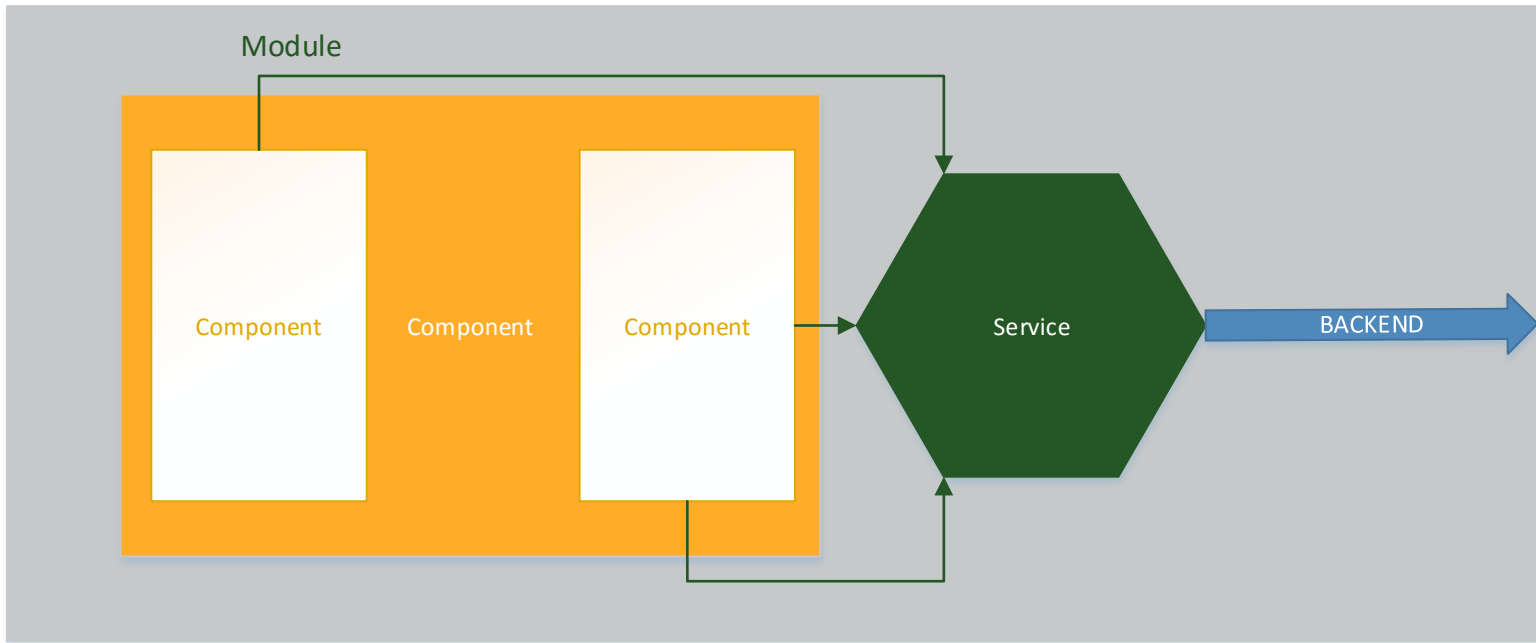 Module
Component
Component
Component
Service
BACKEND